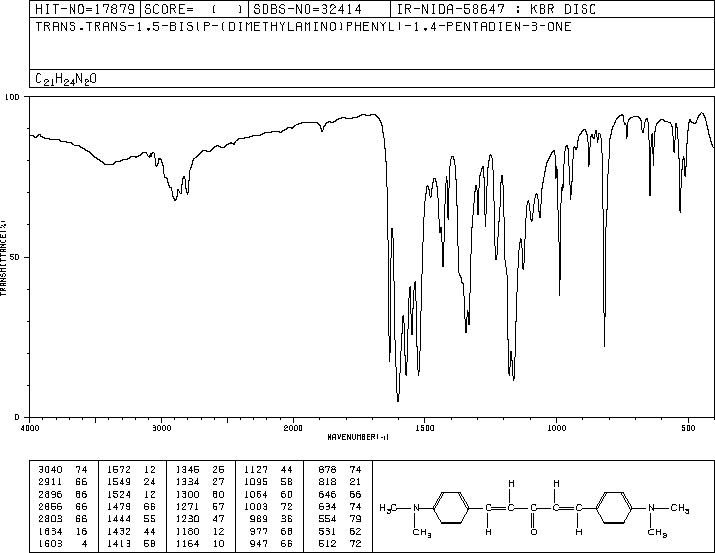 HIT-NO=17879 SCORE= ( ) SDBS-NO=32414 IR-NIDA-58647 : KBR DISC
TRANS.TRANS-1.5-BIS(P-(DIMETHYLAMINO)PHENYL)-1.4-PENTADIEN-3-ONE
C21H24N2O
100
50
0
TRANSMITTANCE(%)
4000 3000 2000 1500 1000 500
WAVENUMBER(-1)
3040 74 1572 12 1346 26 1127 44 878 74
2911 66 1549 24 1334 27 1095 58 818 21
2896 66 1524 12 1300 60 1064 60 646 66
2866 66 1479 66 1271 57 1003 72 634 74
2803 66 1444 55 1230 47 989 36 554 79
1634 16 1432 44 1180 12 977 68 531 62
1603 4 1413 58 1164 10 947 66 512 72
H H
H3C N N CH3
CH3 H O H CH3